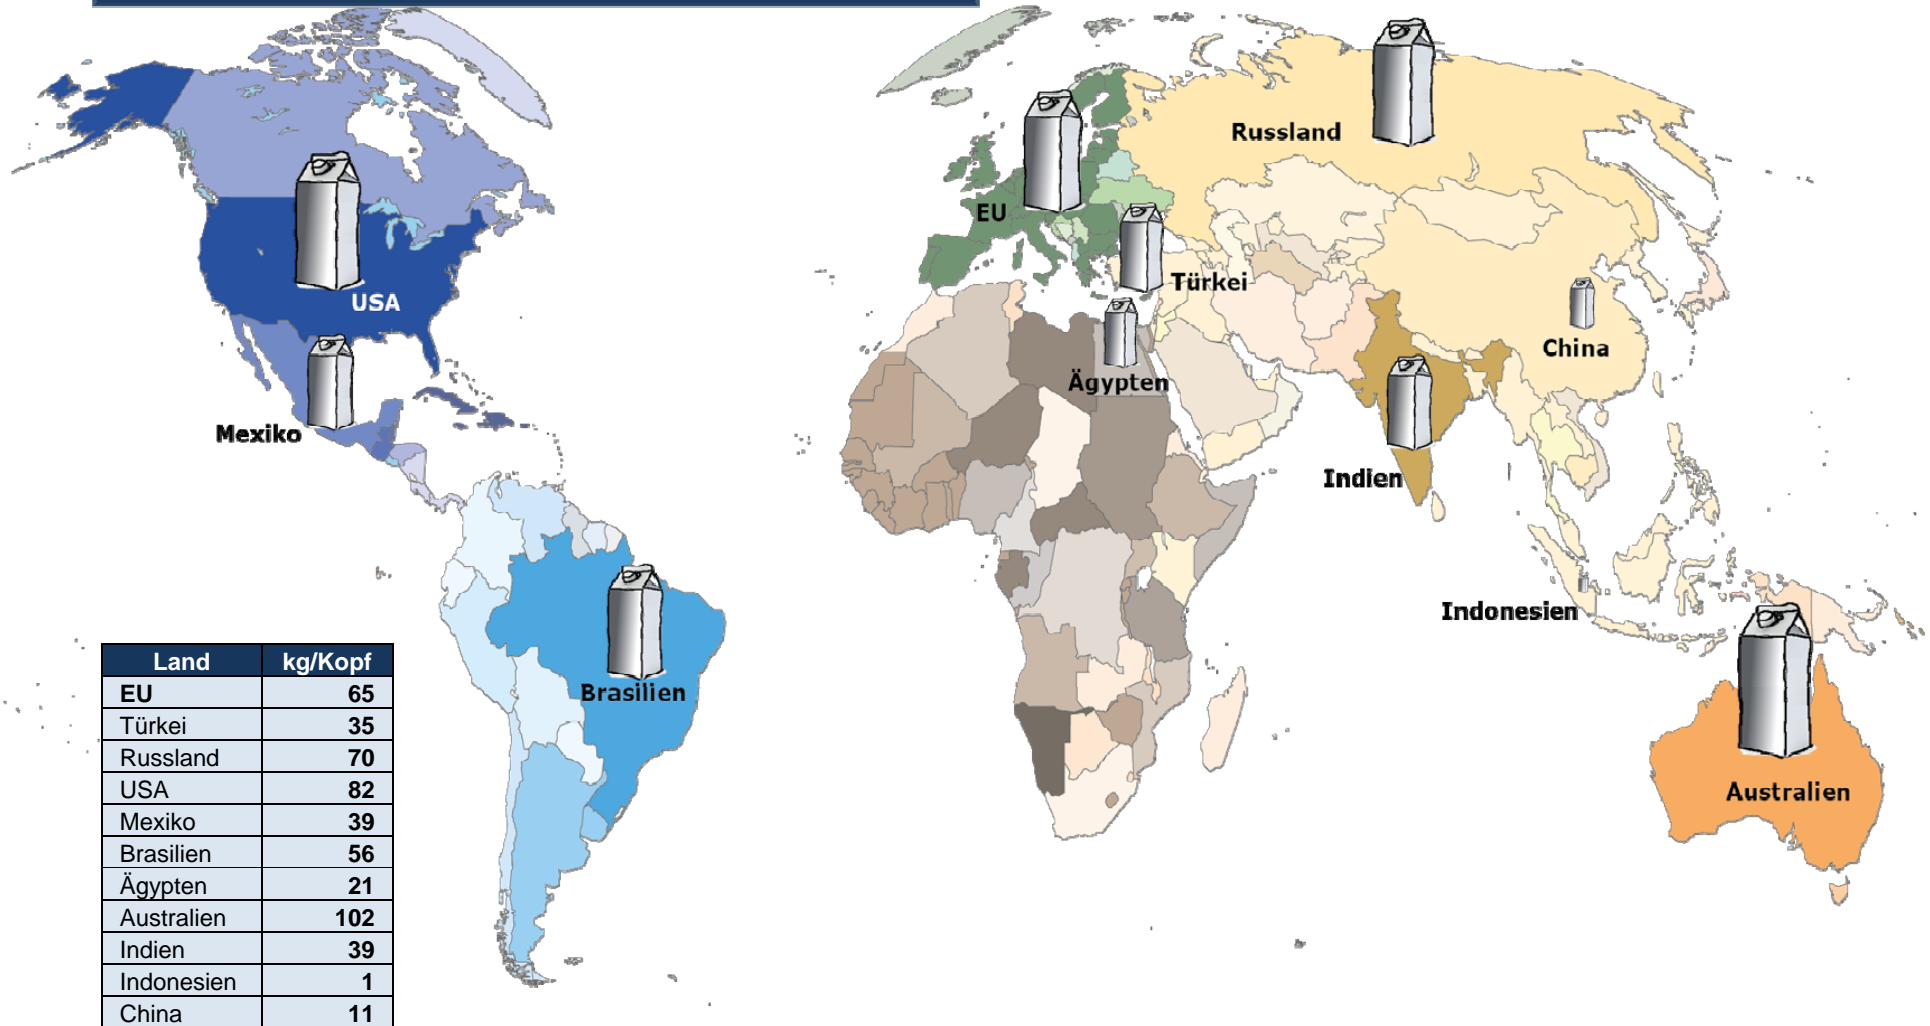 Russland
EU
USA
Türkei
China
Ägypten
Mexiko
Indien
Indonesien
Brasilien
Australien
Land kg/Kopf
EU 65
Türkei 35
Russland 70
USA 82
Mexiko 39
Brasilien 56
Ägypten 21
Australien 102
Indien 39
Indonesien 1
China 11